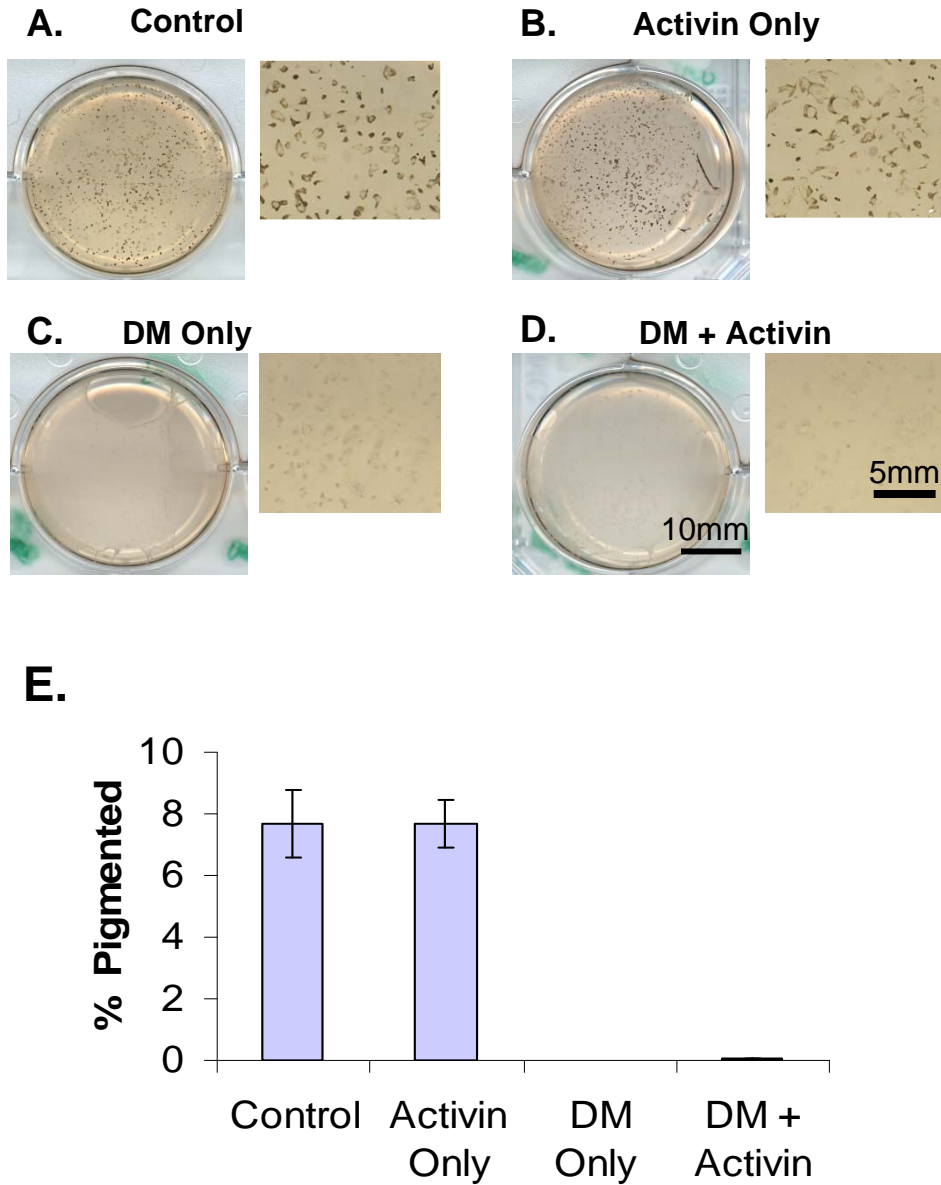 A. Control
B. Activin Only
C. DM Only
D. DM + Activin
5mm
10mm
E.
% Pigmented
10
8
6
4
2
0
Control
Activin Only
DM Only
DM + Activin